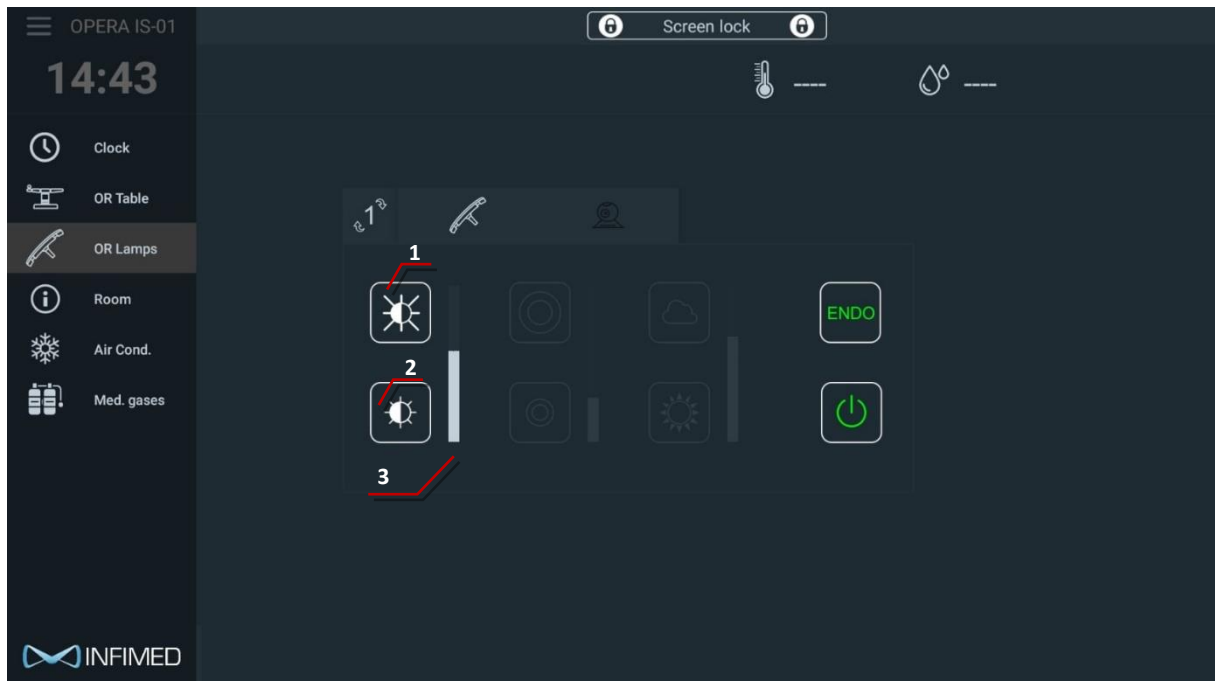 OPERA IS-01
Screen lock
14:43
---- ----
Clock
OR Table
OR Lamps
Room
Air Cond.
Med. gases
1
1
2
3
ENDO
INFIMED